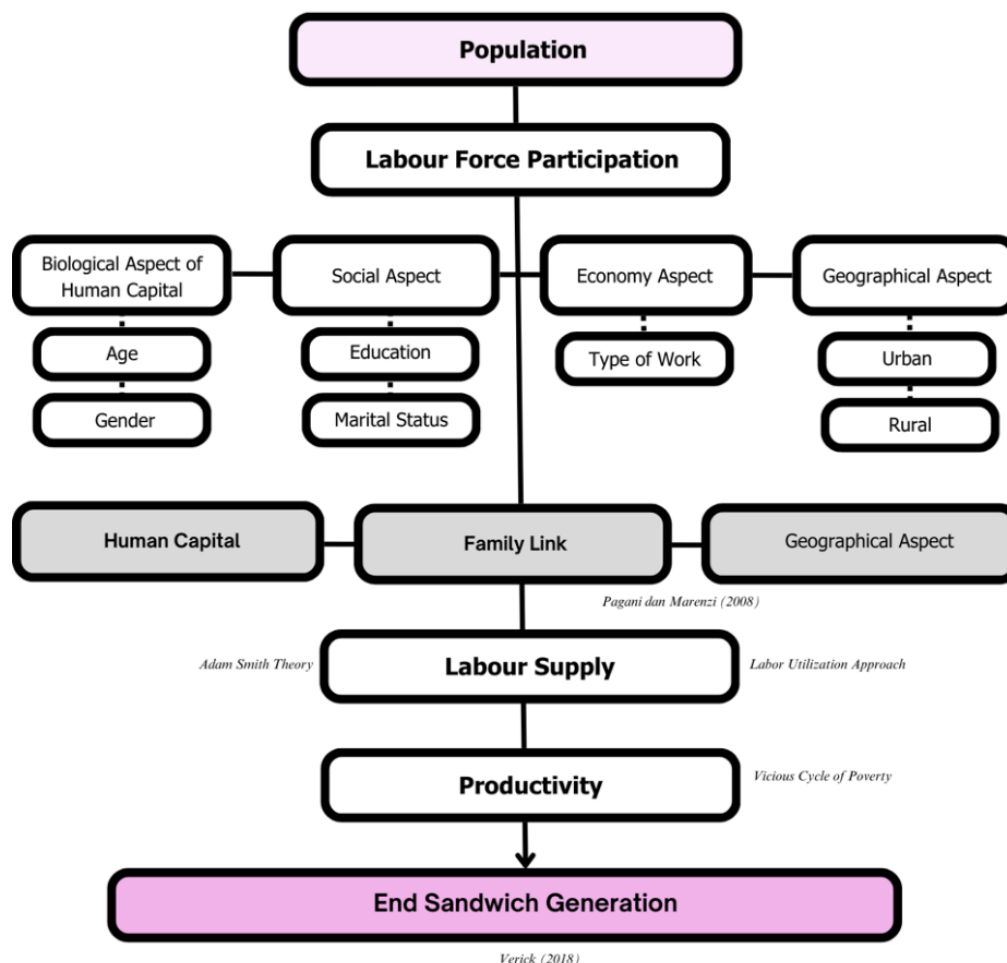 Population
Labour Force Participation
Biological Aspect of
Human Capital
Social Aspect
Economy Aspect
Geographical Aspect
Age
Education
Type of Work
Urban
Gender
Marital Status
Rural
Human Capital
Family Link
Geographical Aspect
Pagani dan Marenzi (2008)
Adam Smith Theory
Labour Supply
Labor Utilization Approach
Productivity
Vicious Cycle of Poverty
End Sandwich Generation
Verick (2018)